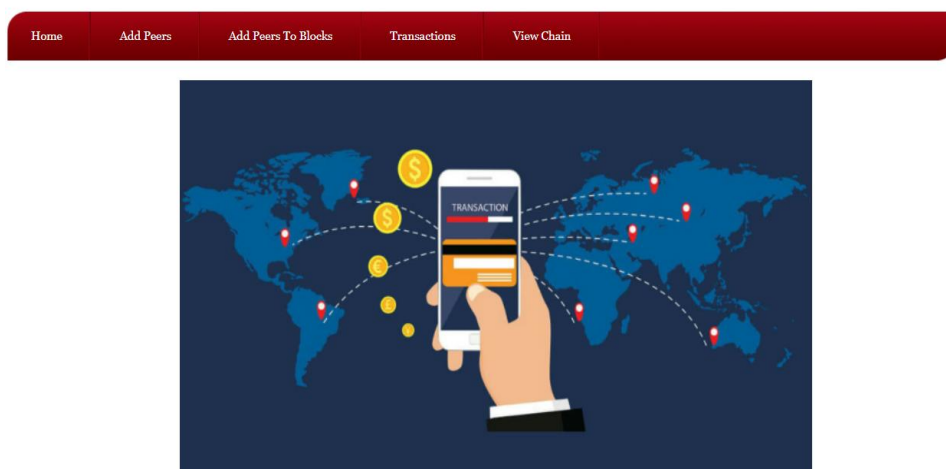 Home Add Peers Add Peers To Blocks Transactions View Chain
TRANSACTION
$
$
€
£